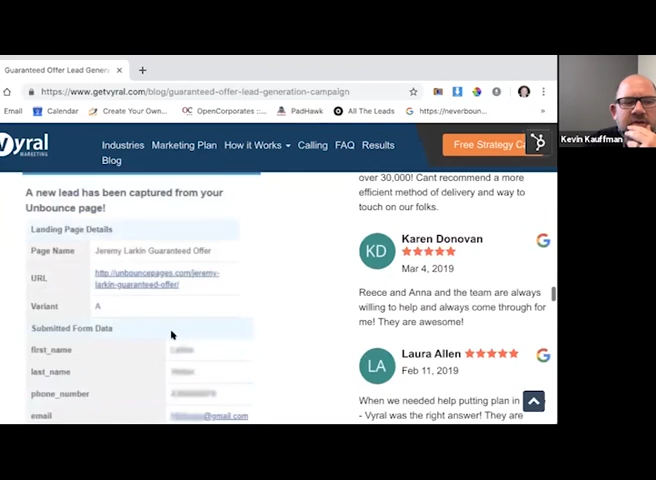 Guaranteed Offer Lead Gener
https://www.getvyral.com/blog/guaranteed-offer-lead-generation-campaign
Email
Calendar
Create Your Own...
OC OpenCorporates ::...
PadHawk
All The Leads
https://neverboun...
vyral
MARKETING
Industries Marketing Plan How it Works Calling FAQ Results
Blog
Free Strategy C
Kevin Kauffman
A new lead has been captured from your
Unbounce page!
Landing Page Details
Page Name Jeremy Larkin Guaranteed Offer
URL http://unbouncepages.com/jeremy-
larkin-guaranteed-offer/
Variant A
Submitted Form Data
first_name
last_name
phone_number
email @gmail.com
over 30,000! Cant recommend a more
efficient method of delivery and way to
touch on our folks.
KD Karen Donovan
Mar 4, 2019
Reece and Anna and the team are always
willing to help and always come through for
me! They are awesome!
LA Laura Allen
Feb 11, 2019
When we needed help putting plan in
- Vyral was the right answer! They are